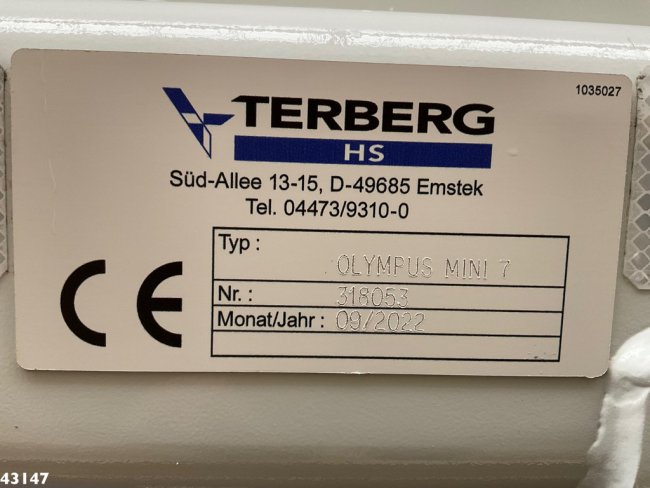 1035027
TERBERG
HS
Süd-Allee 13-15, D-49685 Emstek
Tel. 04473/9310-0
CE
Typ :
OLYMPUS MINI 7
Nr. : 318053
Monat/Jahr : 09/2022
43147